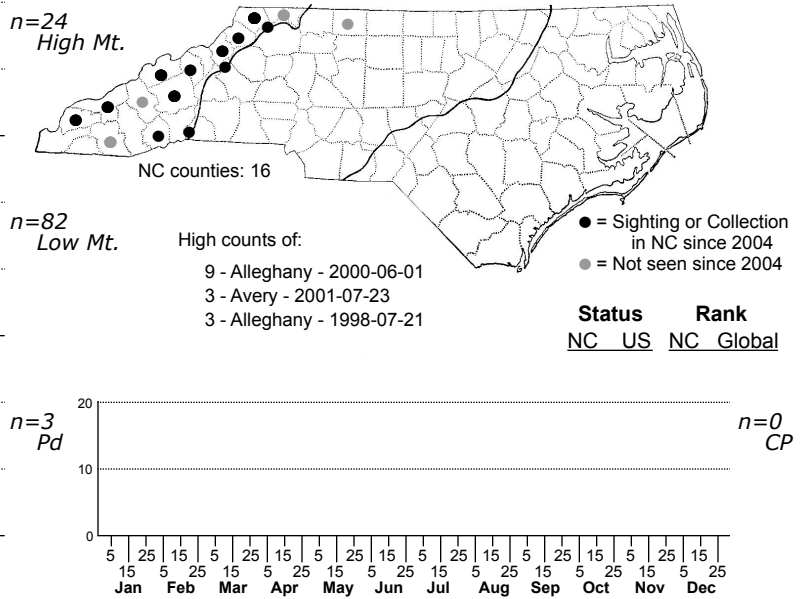 n=24
High Mt.
NC counties: 16
n=82
Low Mt.
High counts of:
9 - Alleghany - 2000-06-01
3 - Avery - 2001-07-23
3 - Alleghany - 1998-07-21
● = Sighting or Collection
in NC since 2004
● = Not seen since 2004
Status Rank
NC US NC Global
n=3
Pd
n=0
CP
20
10
0
5 25 15 5 25 15 5 25 15 5 25 15 5 25 15 5 25 15
15 5 25 15 5 25 15 5 25 15 5 25 15 5 25 15 5 25
Jan Feb Mar Apr May Jun Jul Aug Sep Oct Nov Dec